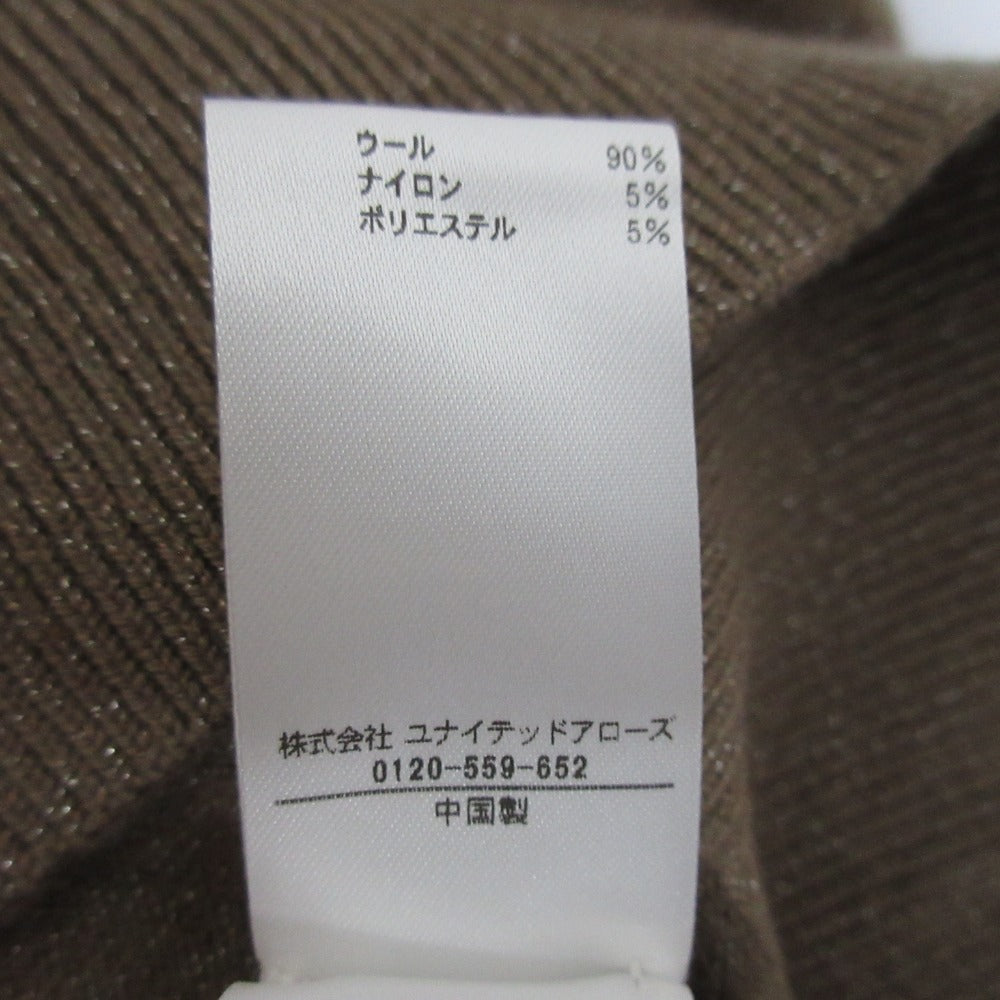 ウール 90%
ナイロン 5%
ポリエステル 5%
株式会社 ユナイテッドアローズ
0120-559-652
中国製